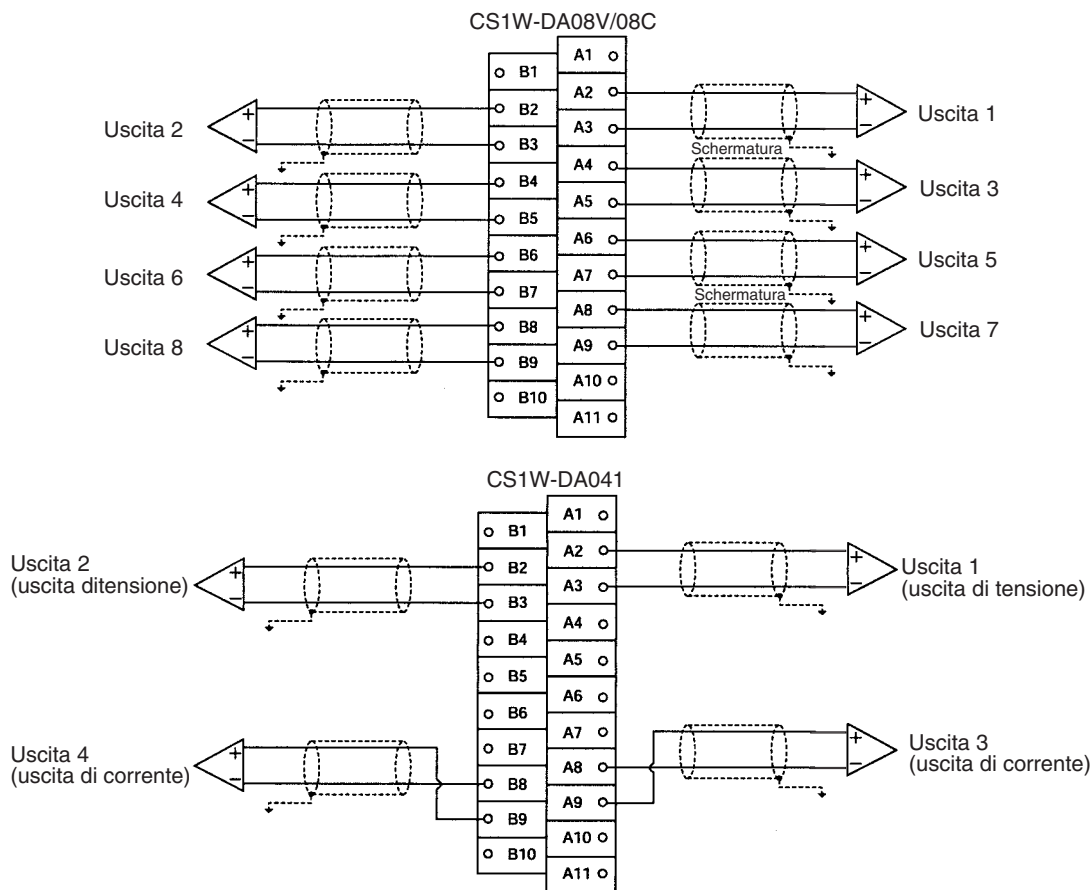 CS1W-DA08V/08C
A1
B1
A2
B2
Uscita 2
+
−
+
−
Uscita 1
A3
B3
Schermatura
A4
B4
Uscita 4
+
−
+
−
Uscita 3
A5
B5
A6
B6
Uscita 6
+
−
+
−
Uscita 5
A7
B7
Schermatura
A8
B8
Uscita 8
+
−
+
−
Uscita 7
A9
B9
A10
B10
A11
CS1W-DA041
A1
B1
A2
B2
Uscita 2
(uscita ditensione)
+
−
+
−
Uscita 1
(uscita di tensione)
A3
B3
A4
B4
A5
B5
A6
B6
A7
B7
Uscita 4
(uscita di corrente)
+
−
+
−
Uscita 3
(uscita di corrente)
A8
B8
A9
B9
A10
B10
A11